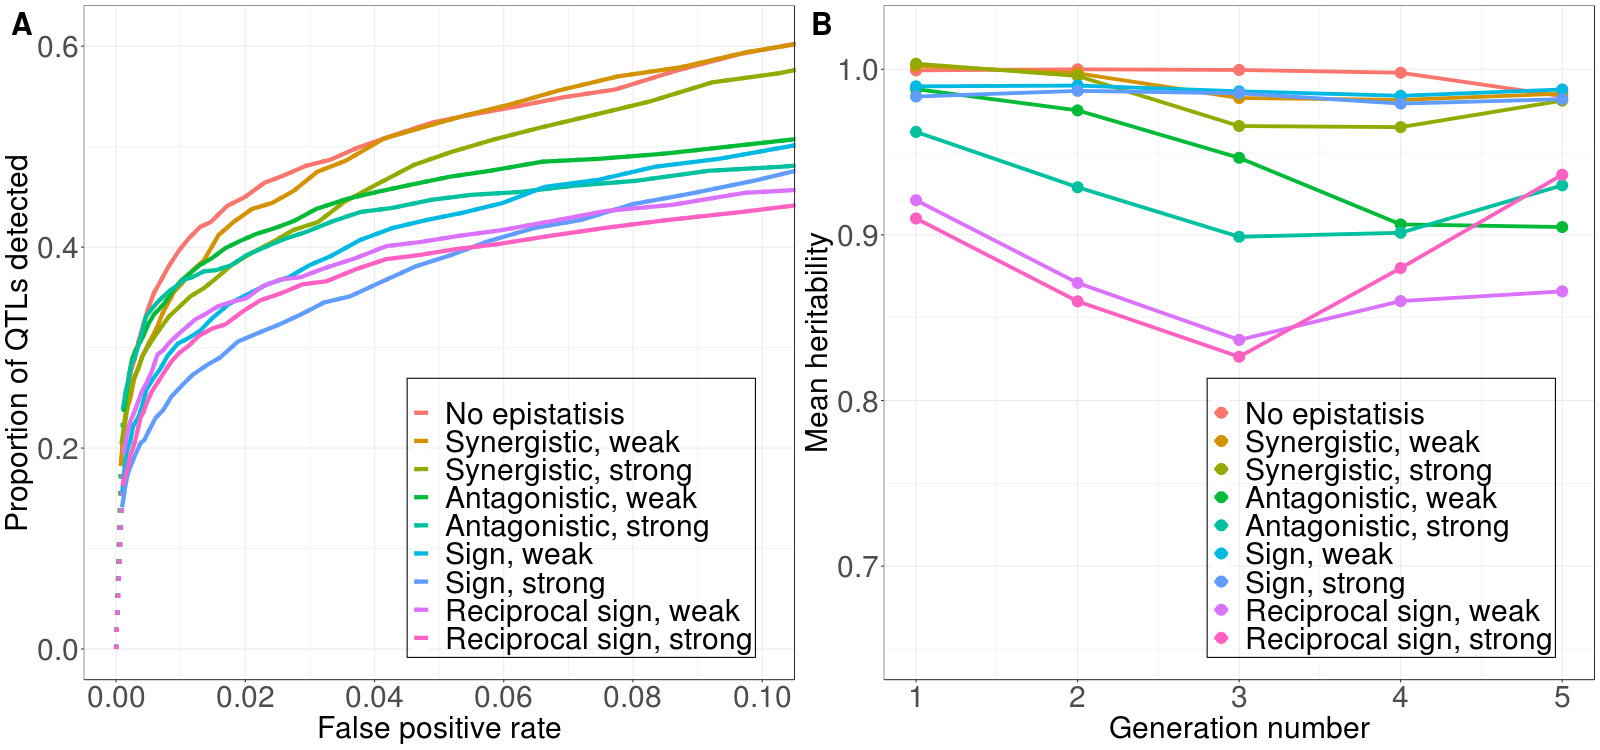 A
0.6
0.4
0.2
0.0
Proportion of QTLs detected
No epistatisis
Synergistic, weak
Synergistic, strong
Antagonistic, weak
Antagonistic, strong
Sign, weak
Sign, strong
Reciprocal sign, weak
Reciprocal sign, strong
0.00 0.02 0.04 0.06 0.08 0.10
False positive rate
B
1.0
0.9
0.8
0.7
Mean heritability
No epistatisis
Synergistic, weak
Synergistic, strong
Antagonistic, weak
Antagonistic, strong
Sign, weak
Sign, strong
Reciprocal sign, weak
Reciprocal sign, strong
1 2 3 4 5
Generation number